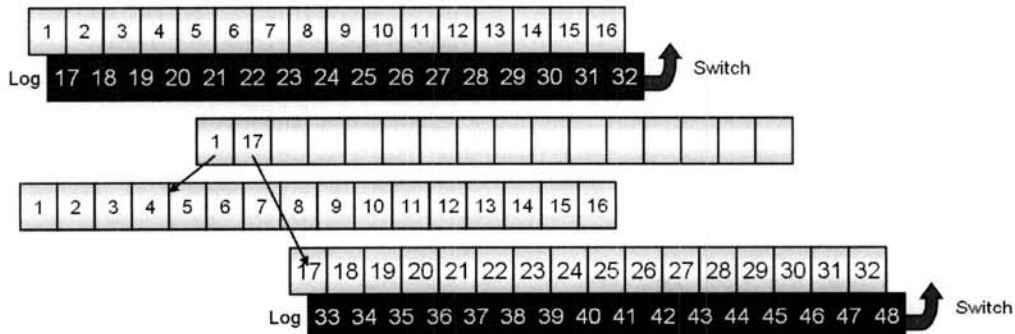 1 2 3 4 5 6 7 8 9 10 11 12 13 14 15 16
Log 17 18 19 20 21 22 23 24 25 26 27 28 29 30 31 32 Switch
1 17
1 2 3 4 5 6 7 8 9 10 11 12 13 14 15 16
17 18 19 20 21 22 23 24 25 26 27 28 29 30 31 32
Log 33 34 35 36 37 38 39 40 41 42 43 44 45 46 47 48 Switch